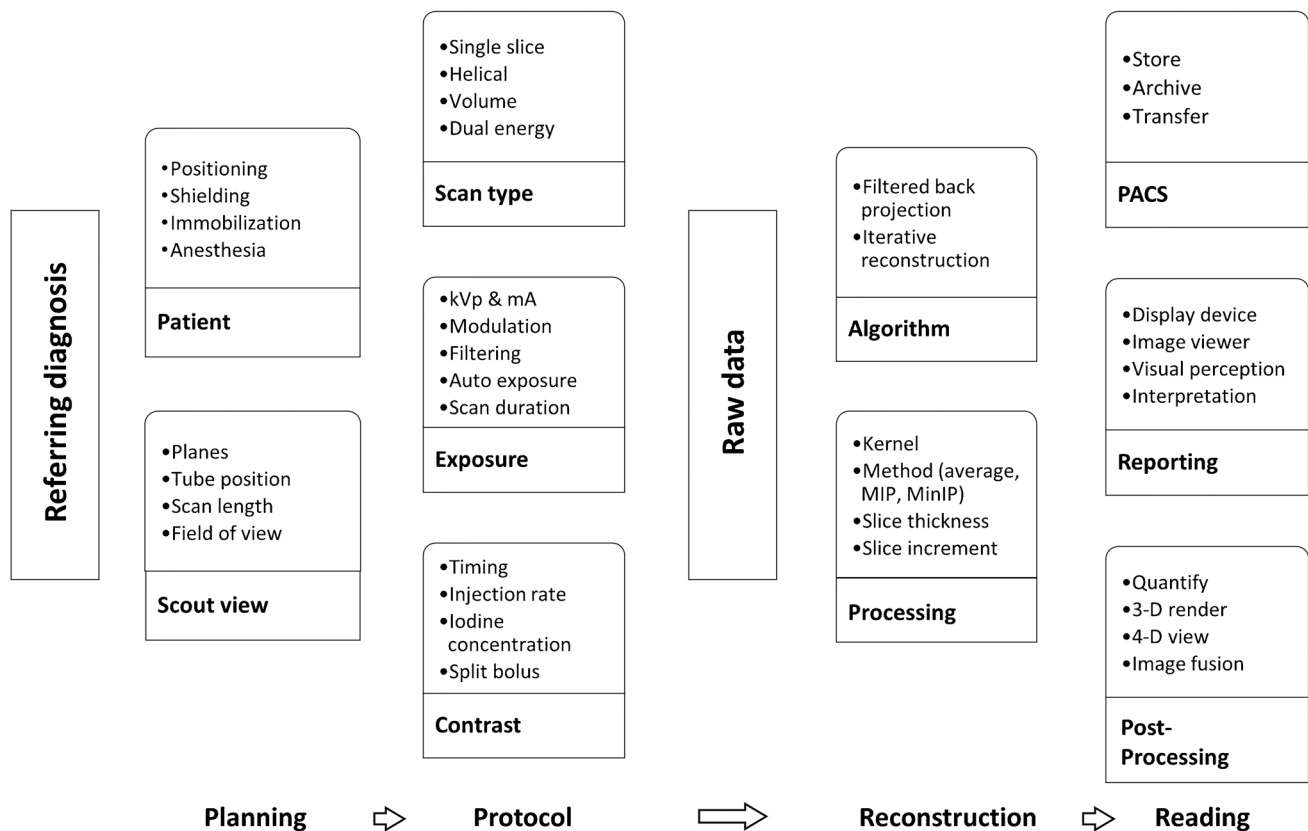 Referring diagnosis
•Positioning
•Shielding
•Immobilization
•Anesthesia
Patient
•Planes
•Tube position
•Scan length
•Field of view
Scout view
•Single slice
•Helical
•Volume
•Dual energy
Scan type
•kVp & mA
•Modulation
•Filtering
•Auto exposure
•Scan duration
Exposure
•Timing
•Injection rate
•Iodine
concentration
•Split bolus
Contrast
Raw data
•Filtered back
projection
•Iterative
reconstruction
Algorithm
•Kernel
•Method (average,
MIP, MinIP)
•Slice thickness
•Slice increment
Processing
•Store
•Archive
•Transfer
PACS
•Display device
•Image viewer
•Visual perception
•Interpretation
Reporting
•Quantify
•3-D render
•4-D view
•Image fusion
Post-
Processing
Planning
Protocol
Reconstruction
Reading